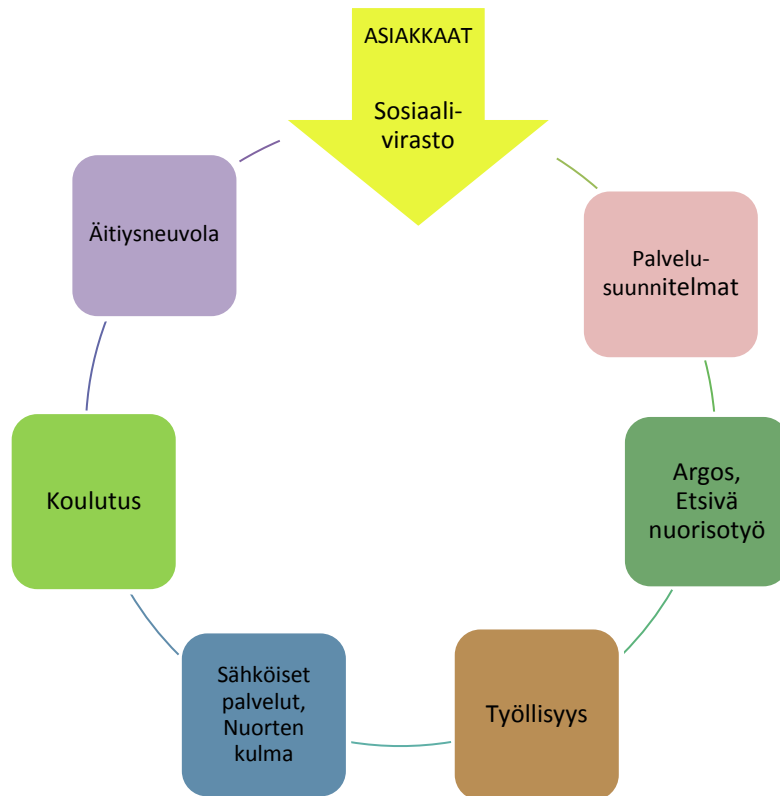 ASIAKKAAT
Sosiaali-
virasto
Palvelu-
suunnitelmat
Argos,
Etsivä
nuorisotyö
Työllisyys
Sähköiset
palvelut,
Nuorten
kulma
Koulutus
Äitiysneuvola